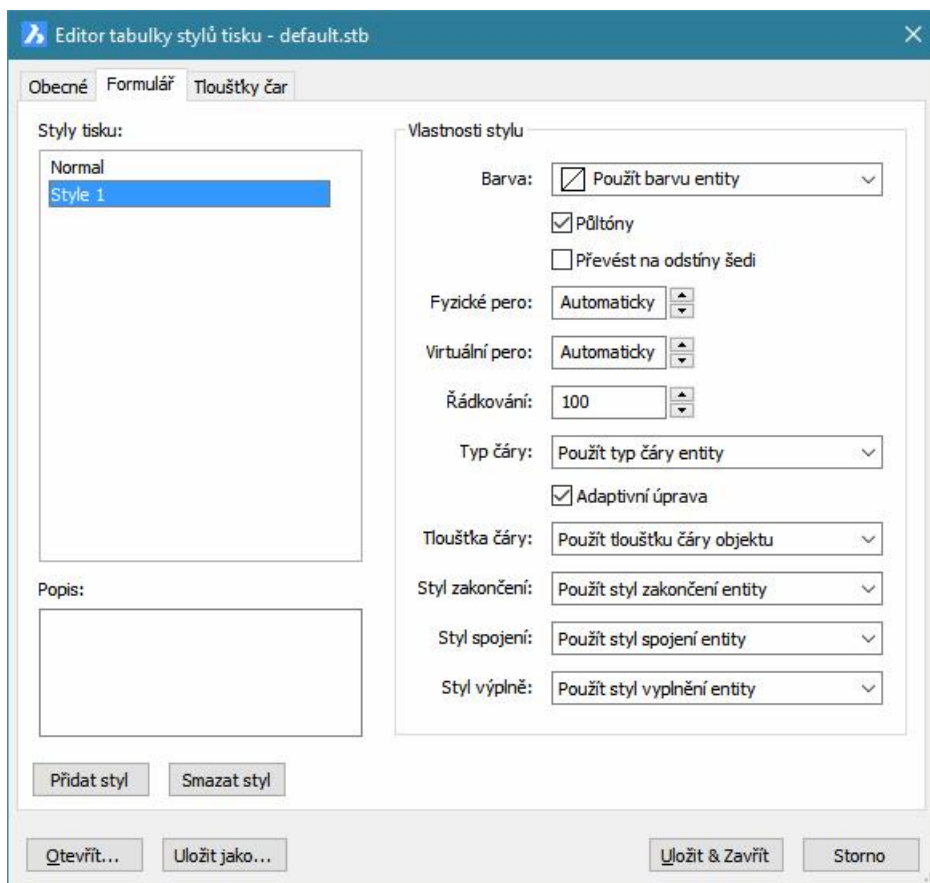 Editor tabulky stylů tisku - default.stb
Obecné Formulář Tloušťky čar
Styly tisku:
Normal
Style 1
Popis:
Přidat styl Smazat styl
Vlastnosti stylu
Barva: Použít barvu entity
Půltóny
Převést na odstíny šedi
Fyzické pero: Automaticky
Virtuální pero: Automaticky
Řádkování: 100
Typ čáry: Použít typ čáry entity
Adaptivní úprava
Tloušťka čáry: Použít tloušťku čáry objektu
Styl zakončení: Použít styl zakončení entity
Styl spojení: Použít styl spojení entity
Styl výplně: Použít styl vyplnění entity
Otevřít... Uložit jako... Uložit & Zavřít Storno